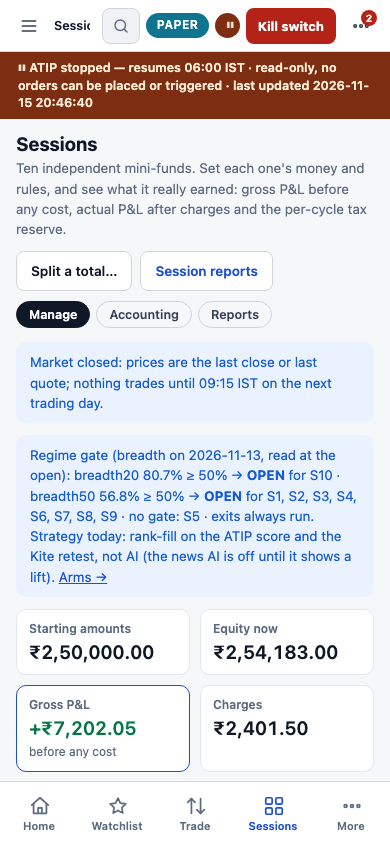 Sessio
PAPER
Kill switch
2
ATIP stopped — resumes 06:00 IST · read-only, no
orders can be placed or triggered · last updated 2026-11-
15 20:46:40
Sessions
Ten independent mini-funds. Set each one's money and
rules, and see what it really earned: gross P&L before
any cost, actual P&L after charges and the per-cycle tax
reserve.
Split a total...
Session reports
Manage
Accounting
Reports
Market closed: prices are the last close or last
quote; nothing trades until 09:15 IST on the next
trading day.
Regime gate (breadth on 2026-11-13, read at the
open): breadth20 80.7% ≥ 50% → OPEN for S10 ·
breadth50 56.8% ≥ 50% → OPEN for S1, S2, S3, S4,
S6, S7, S8, S9 · no gate: S5 · exits always run.
Strategy today: rank-fill on the ATIP score and the
Kite retest, not AI (the news AI is off until it shows a
lift). Arms →
Starting amounts
₹2,50,000.00
Equity now
₹2,54,183.00
Gross P&L
+₹7,202.05
before any cost
Charges
₹2,401.50
Home
Watchlist
Trade
Sessions
More